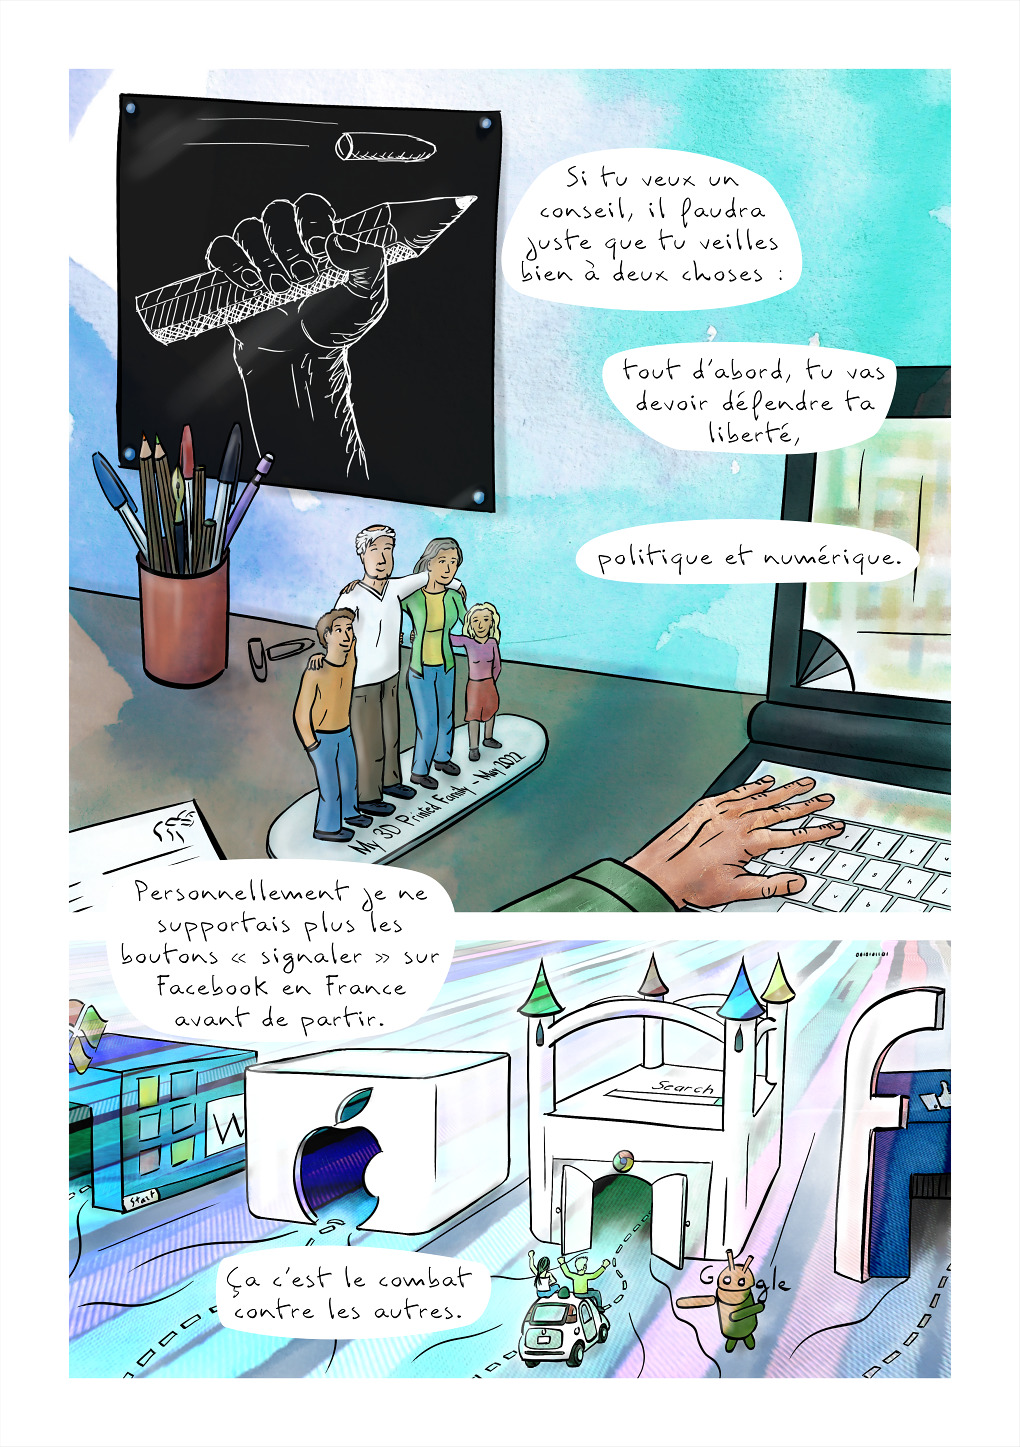 Si tu veux un
conseil, il faudra
juste que tu veilles
bien à deux choses :
tout d'abord, tu vas
devoir défendre ta
liberté,
politique et numérique.
My 3D Printed Family - May 2022
Personnellement je ne
supportais plus les
boutons « signaler » sur
Facebook en France
avant de partir.
Search
W
Start
Google
Ça c'est le combat
contre les autres.